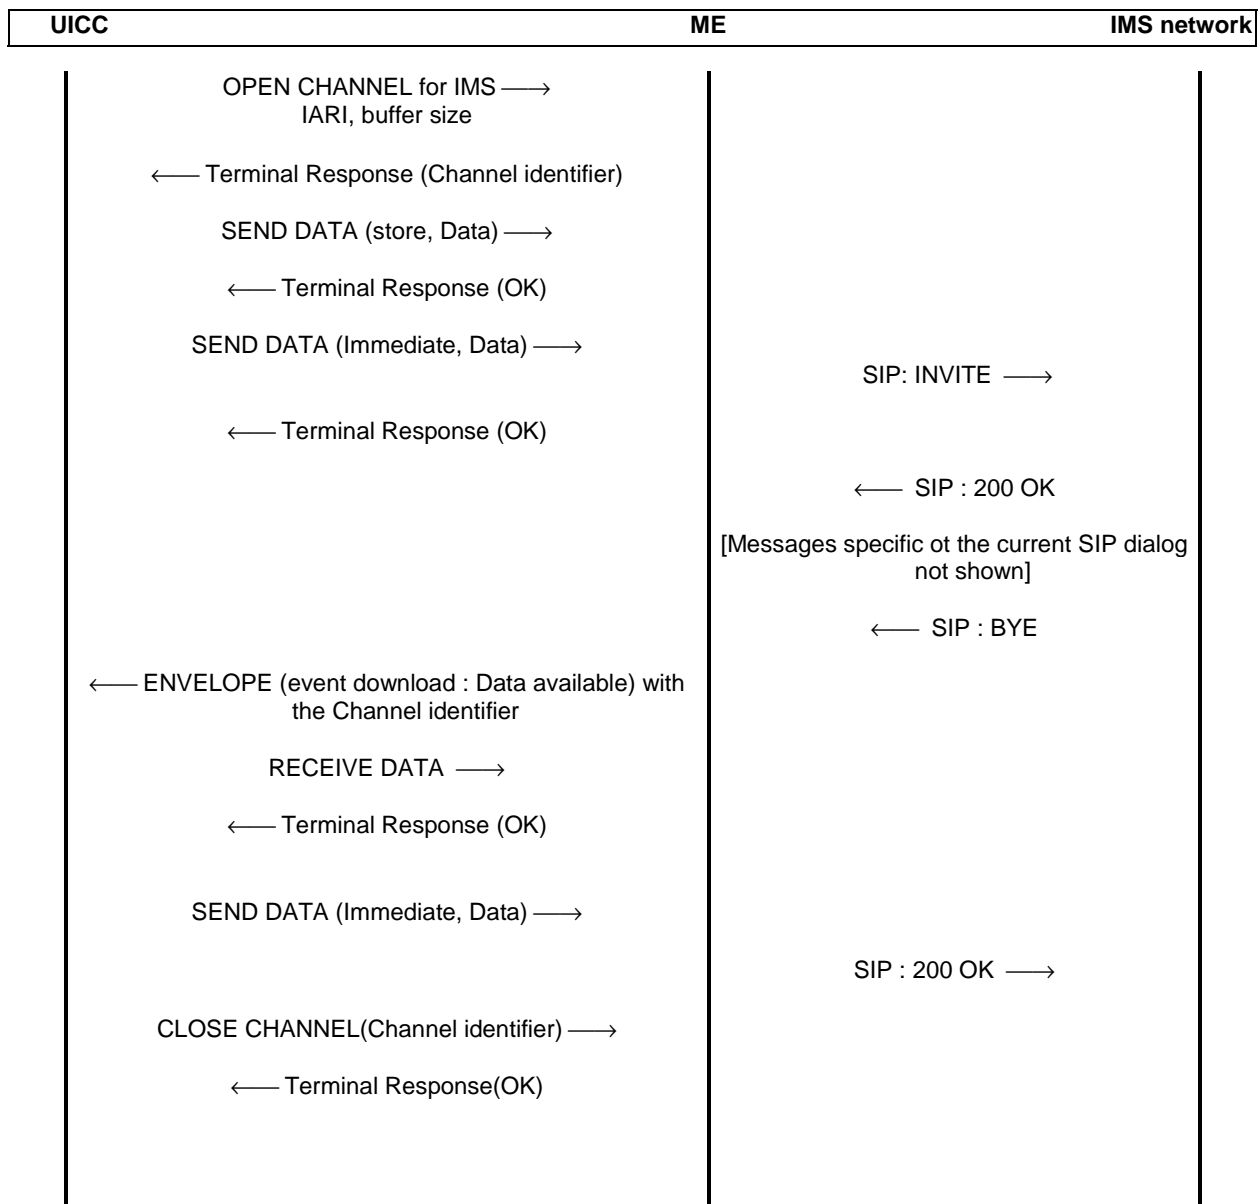 UICC ME IMS network
OPEN CHANNEL for IMS ⟶
IARI, buffer size
⟵ Terminal Response (Channel identifier)
SEND DATA (store, Data) ⟶
⟵ Terminal Response (OK)
SEND DATA (Immediate, Data) ⟶
SIP: INVITE ⟶
⟵ Terminal Response (OK)
⟵ SIP : 200 OK
[Messages specific ot the current SIP dialog
not shown]
⟵ SIP : BYE
⟵ ENVELOPE (event download : Data available) with
the Channel identifier
RECEIVE DATA ⟶
⟵ Terminal Response (OK)
SEND DATA (Immediate, Data) ⟶
SIP : 200 OK ⟶
CLOSE CHANNEL(Channel identifier) ⟶
⟵ Terminal Response(OK)